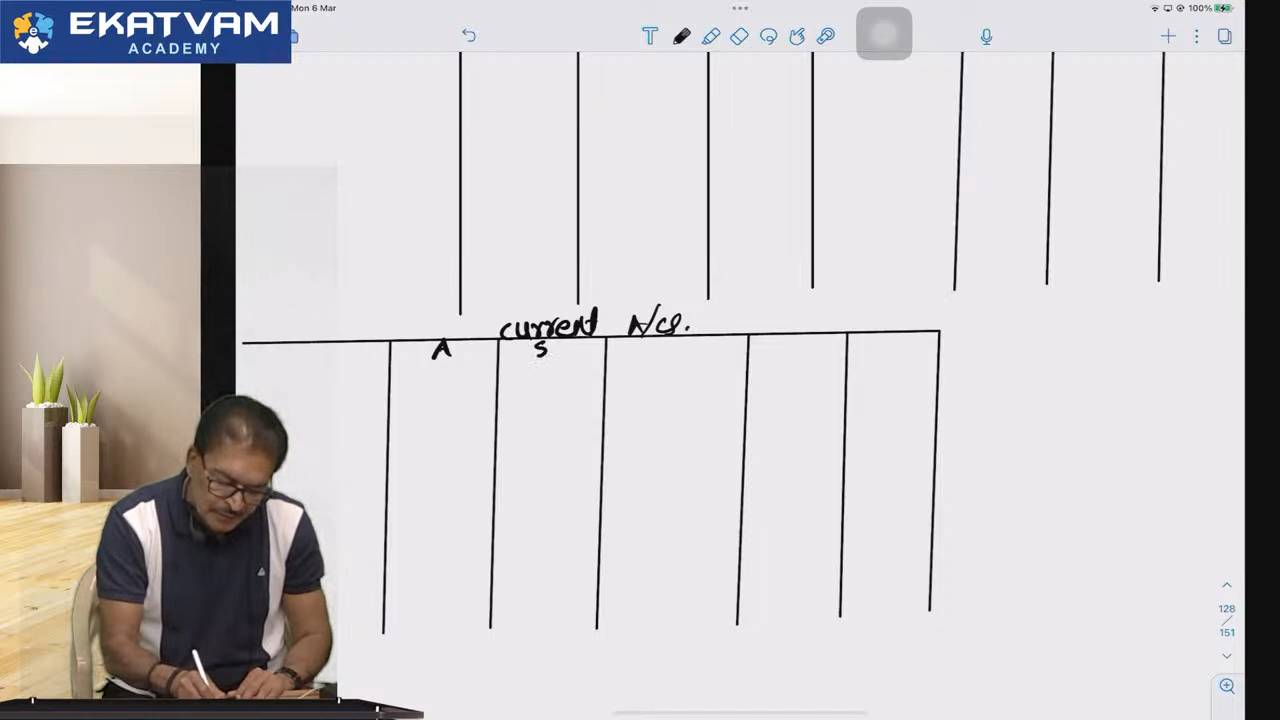 EKATVAM
ACADEMY
Mon 6 Mar
100%
T
current A/cs.
A S
128
/
151